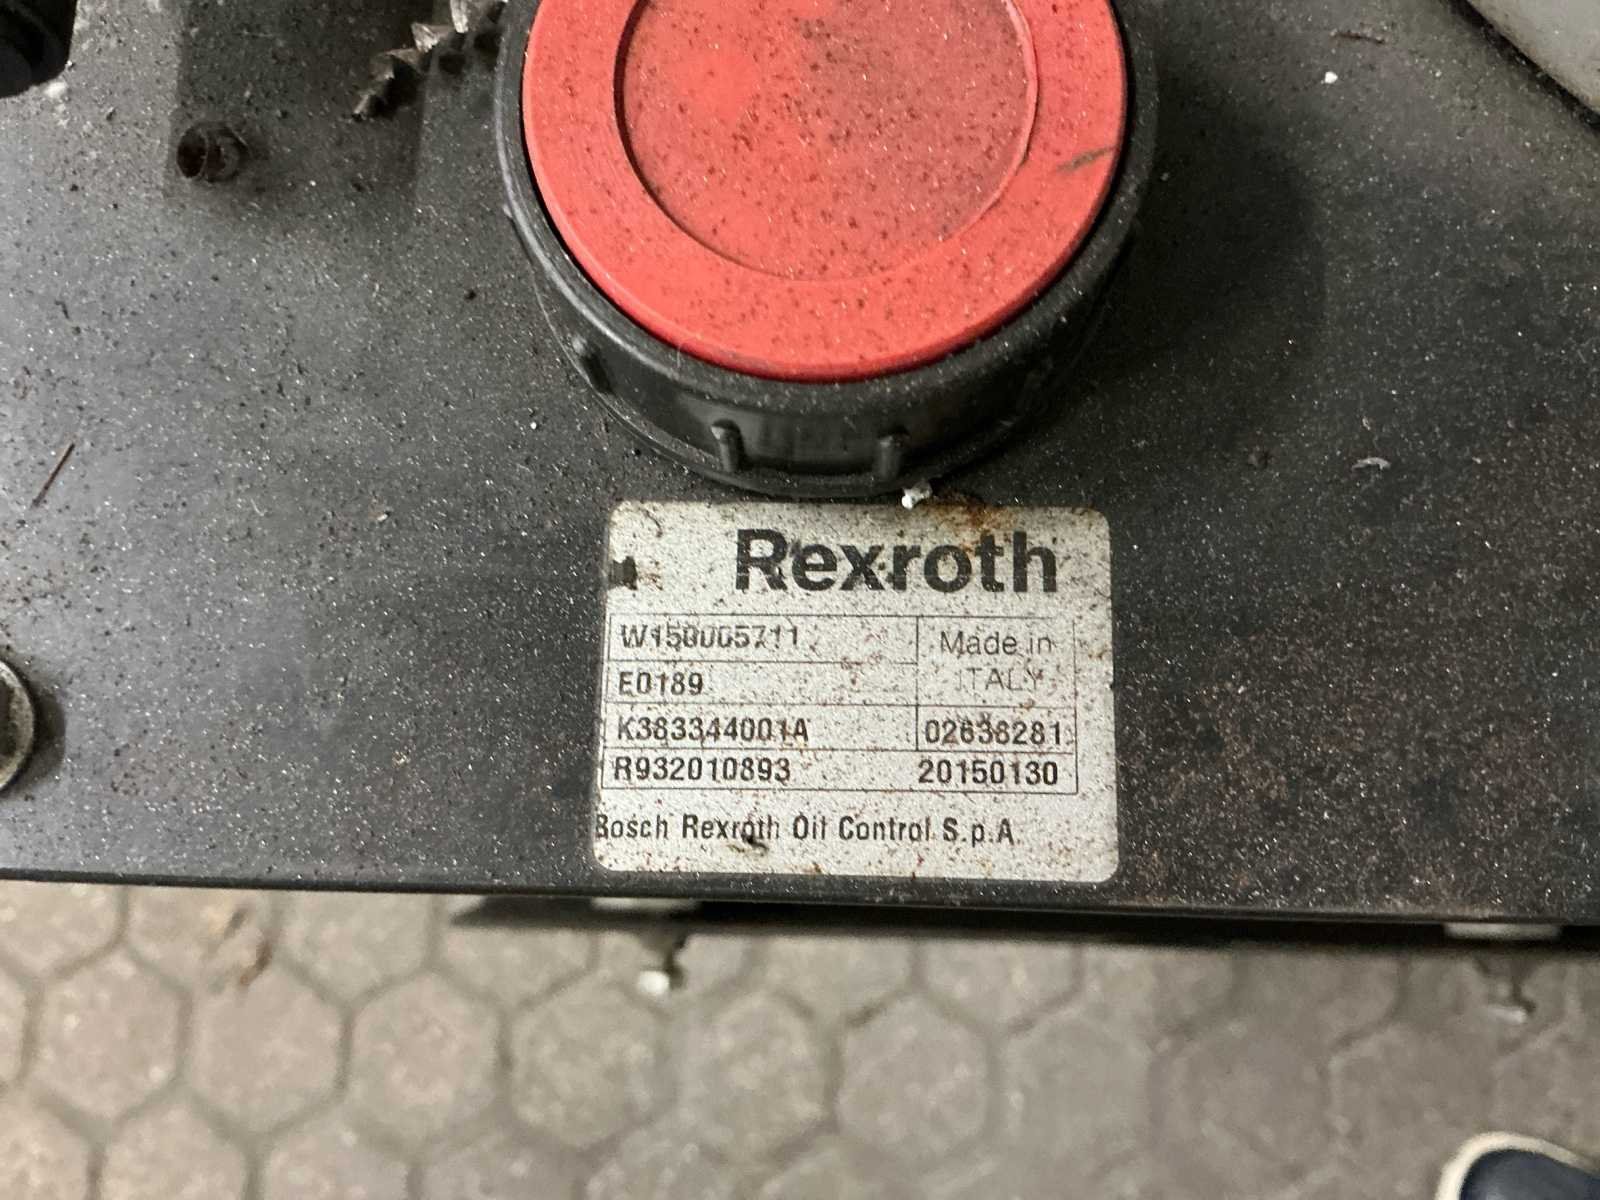 Rexroth
W150005711
Made in
ITALY
E0189
K383344001A
02638281
R932010893
20150130
Bosch Rexroth Oil Control S.p.A.